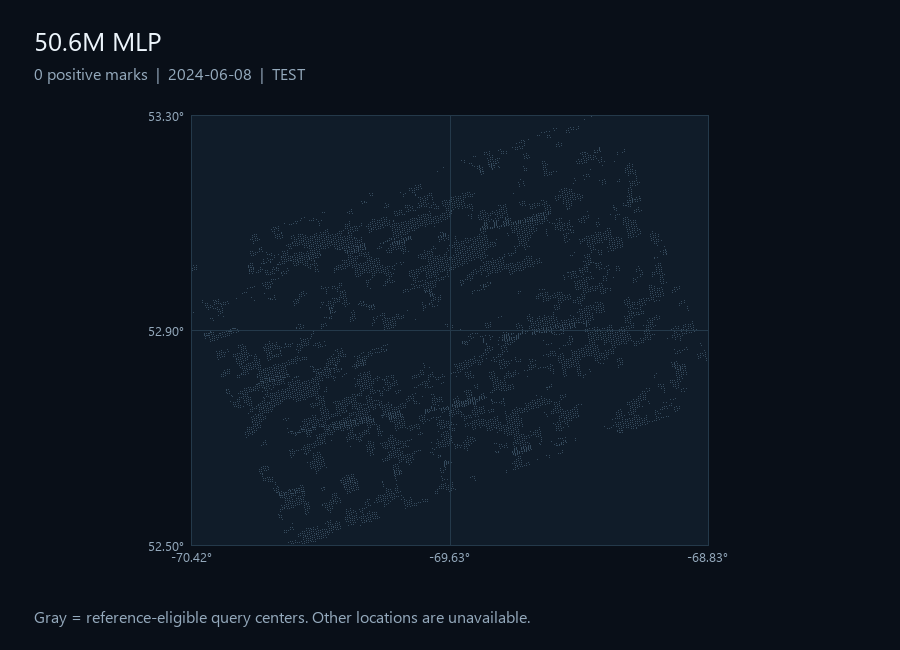 50.6M MLP
0 positive marks | 2024-06-08 | TEST
53.30°
52.90°
52.50°
-70.42°
-69.63°
-68.83°
Gray = reference-eligible query centers. Other locations are unavailable.